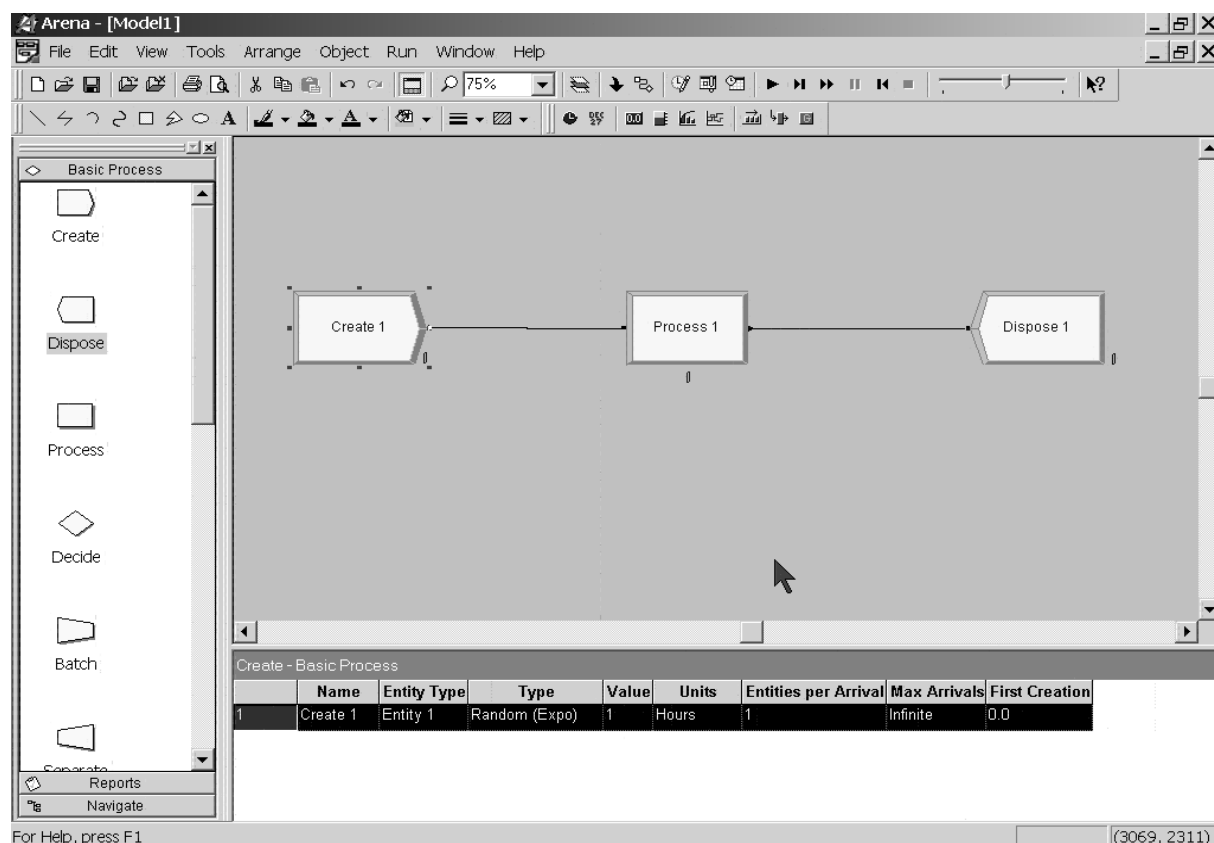 Arena - [Model1]
File Edit View Tools Arrange Object Run Window Help
75%
A
Basic Process
Create
Dispose
Process
Decide
Batch
Separate
Reports
Navigate
Create 1
Process 1
Dispose 1
0
0
0
Create - Basic Process
Name Entity Type Type Value Units Entities per Arrival Max Arrivals First Creation
1 Create 1 Entity 1 Random (Expo) 1 Hours 1 Infinite 0.0
For Help, press F1
(3069, 2311)